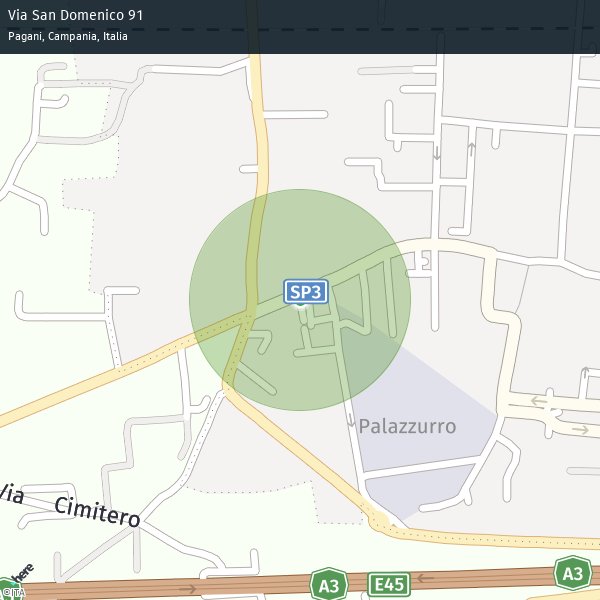 Via San Domenico 91
Pagani, Campania, Italia
SP3
Palazzurro
Via Cimitero
A3
E45
A3
here
©ITA